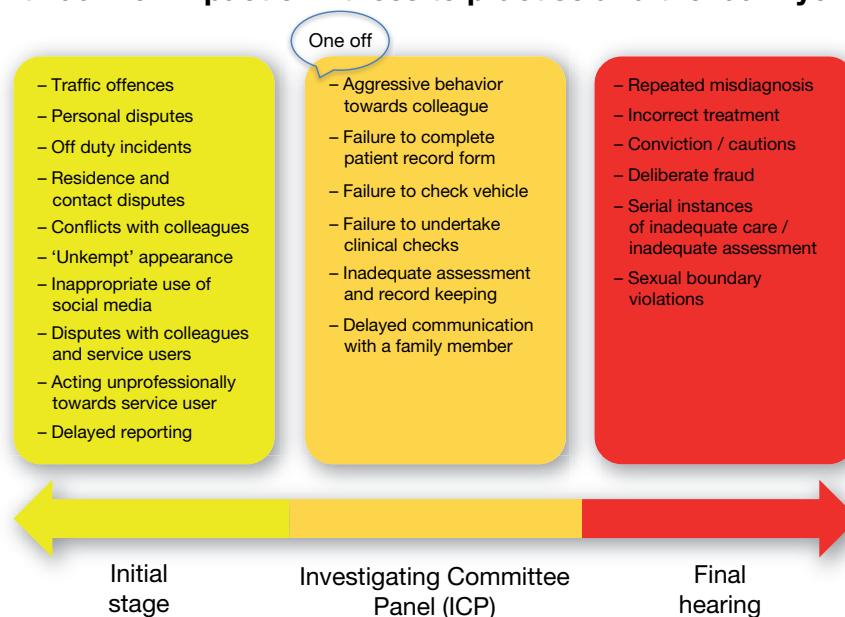 One off
– Traffic offences
– Personal disputes
– Off duty incidents
– Residence and
contact disputes
– Conflicts with colleagues
– ‘Unkempt’ appearance
– Inappropriate use of
social media
– Disputes with colleagues
and service users
– Acting unprofessionally
towards service user
– Delayed reporting
– Aggressive behavior
towards colleague
– Failure to complete
patient record form
– Failure to check vehicle
– Failure to undertake
clinical checks
– Inadequate assessment
and record keeping
– Delayed communication
with a family member
– Repeated misdiagnosis
– Incorrect treatment
– Conviction / cautions
– Deliberate fraud
– Serial instances
of inadequate care /
inadequate assessment
– Sexual boundary
violations
Initial
stage
Investigating Committee
Panel (ICP)
Final
hearing